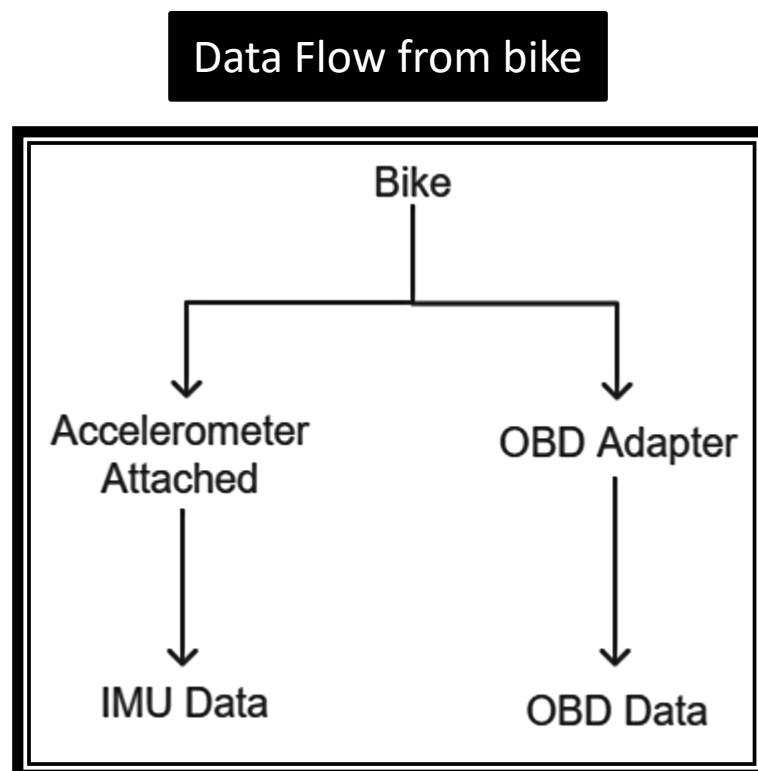 Data Flow from bike
Bike
Accelerometer
Attached
OBD Adapter
IMU Data
OBD Data